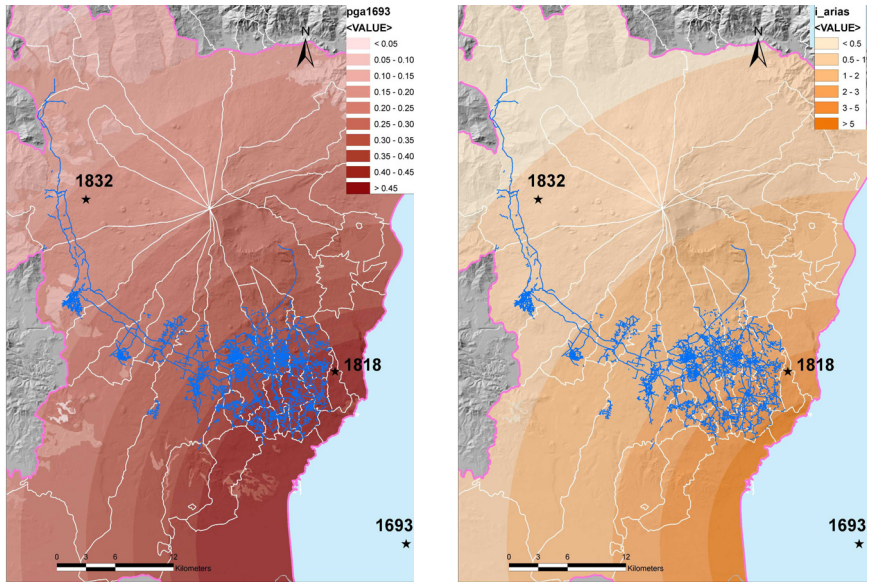 pga1693
<VALUE>
< 0.05
0.05 - 0.10
0.10 - 0.15
0.15 - 0.20
0.20 - 0.25
0.25 - 0.30
0.30 - 0.35
0.35 - 0.40
0.40 - 0.45
> 0.45
N
1832
1818
1693
0 3 6 12
Kilometers
i_arias
<VALUE>
< 0.5
0.5 - 1
1 - 2
2 - 3
3 - 5
> 5
N
1832
1818
1693
0 3 6 12
Kilometers